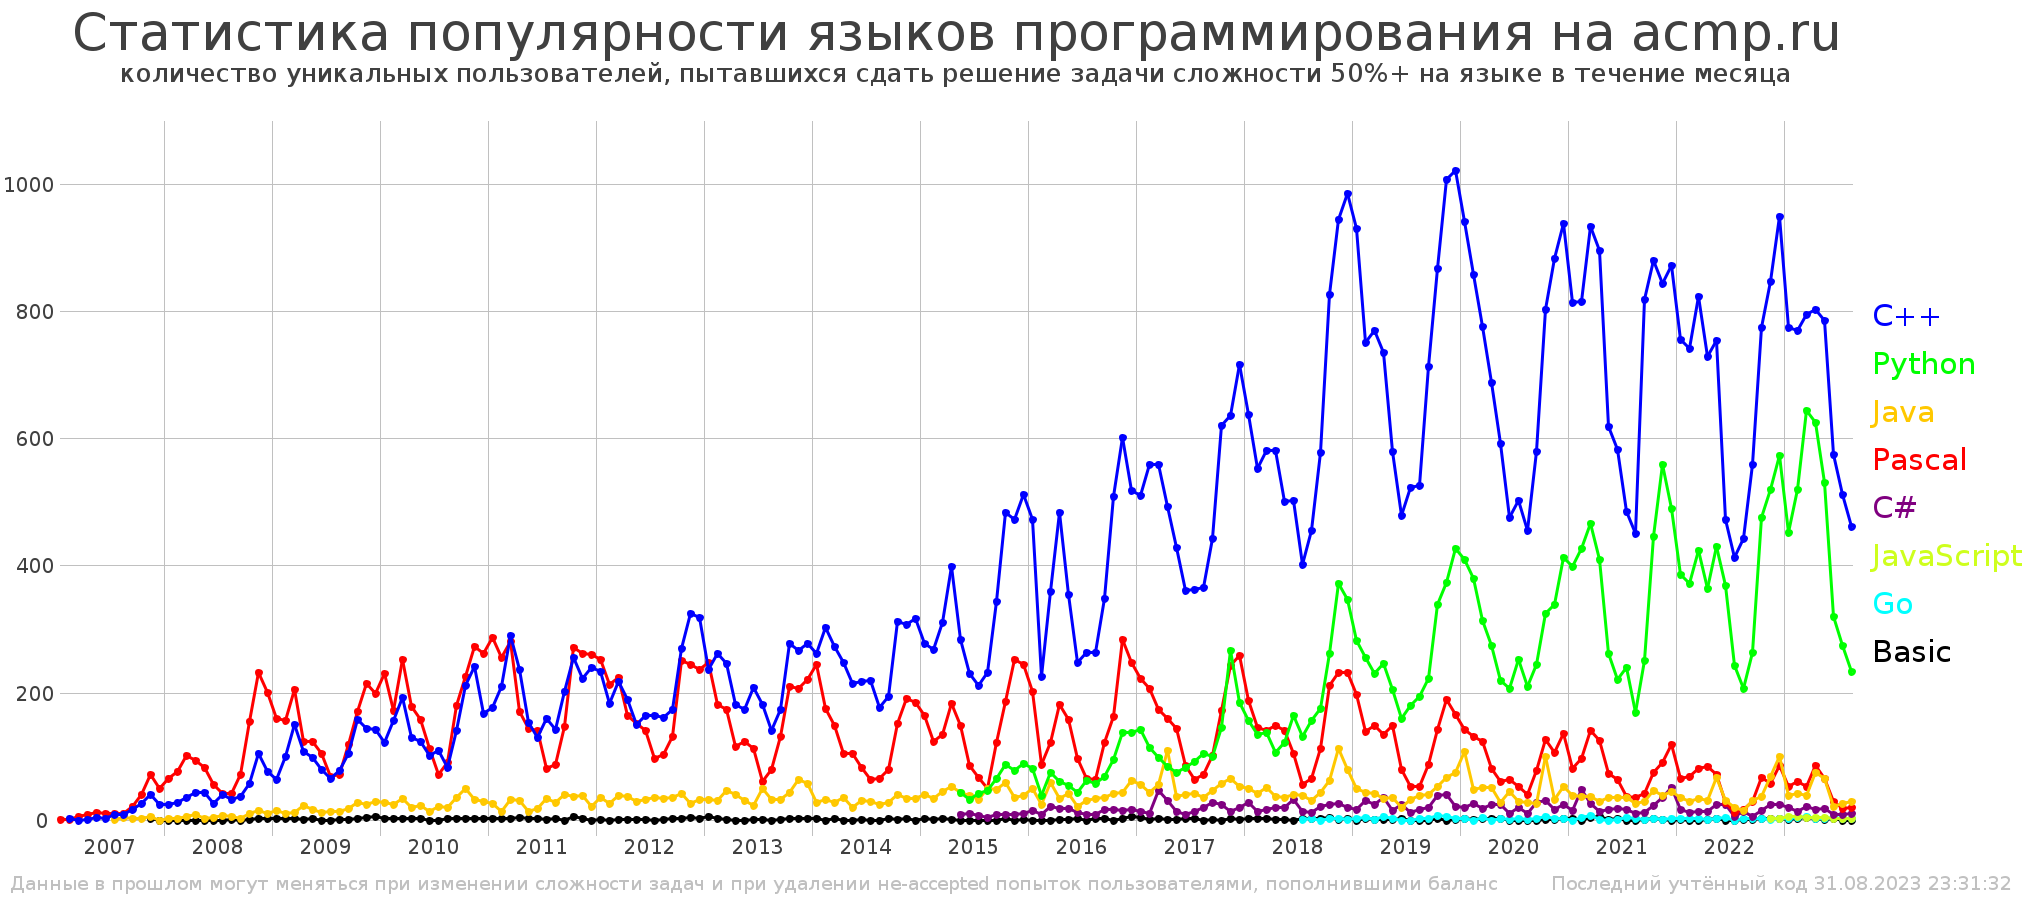 Статистика популярности языков программирования на acmp.ru
количество уникальных пользователей, пытавшихся сдать решение задачи сложности 50%+ на языке в течение месяца
1000
800
600
400
200
0
C++
Python
Java
Pascal
C#
JavaScript
Go
Basic
2007 2008 2009 2010 2011 2012 2013 2014 2015 2016 2017 2018 2019 2020 2021 2022
Данные в прошлом могут меняться при изменении сложности задач и при удалении не-accepted попыток пользователями, пополнившими баланс
Последний учтённый код 31.08.2023 23:31:32